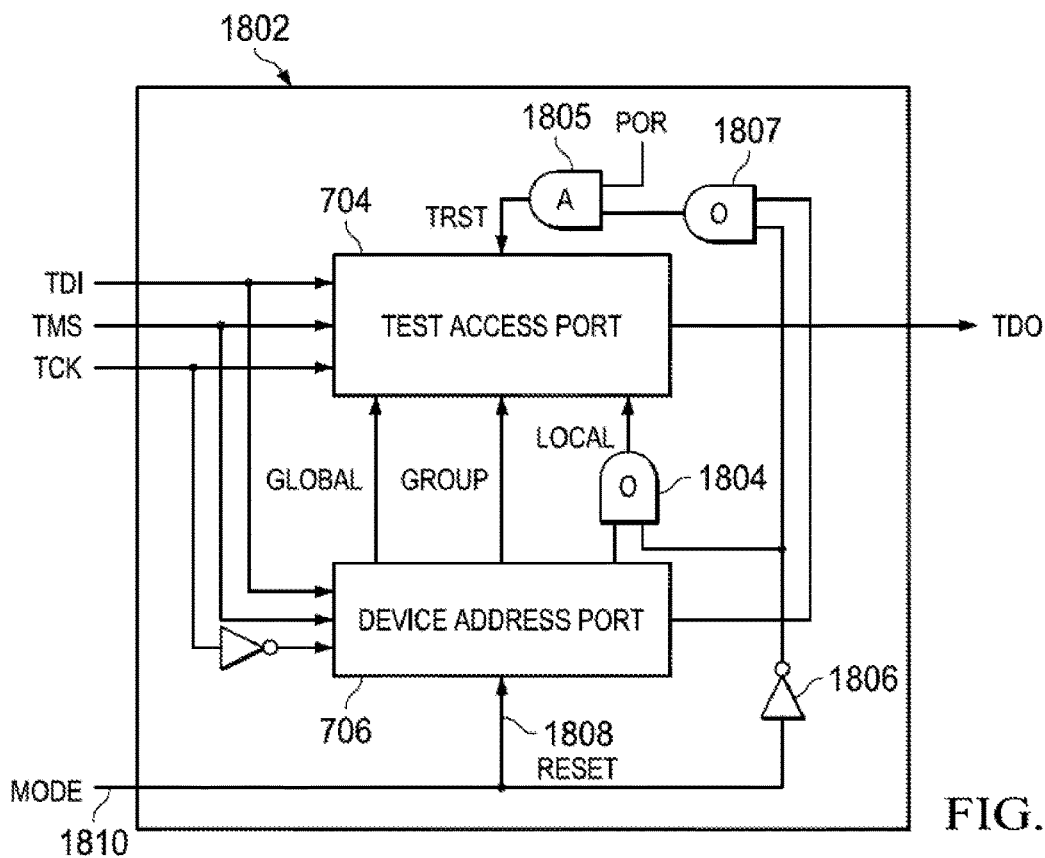 1802
1805
POR
1807
A
O
704
TRST
TDI
TMS
TCK
TEST ACCESS PORT
TDO
GLOBAL
GROUP
LOCAL
O
1804
DEVICE ADDRESS PORT
1806
706
1808
RESET
MODE
1810
FIG.